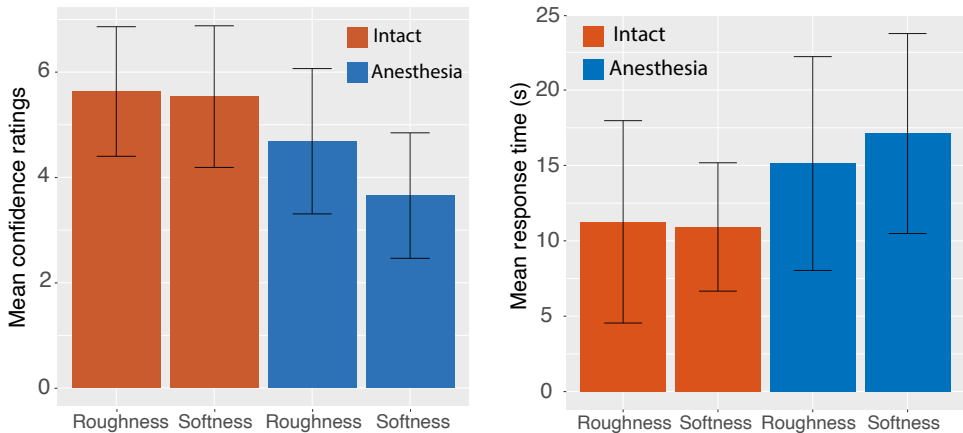 Mean confidence ratings
6
4
2
0
Intact
Anesthesia
Roughness Softness Roughness Softness
Mean response time (s)
25
20
15
10
5
0
Intact
Anesthesia
Roughness Softness Roughness Softness